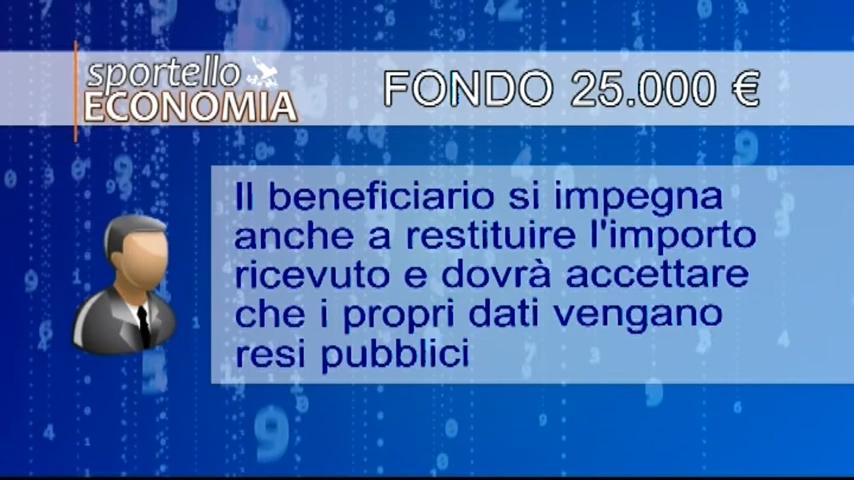 sportello
ECONOMIA
FONDO 25.000 €
Il beneficiario si impegna
anche a restituire l'importo
ricevuto e dovrà accettare
che i propri dati vengano
resi pubblici